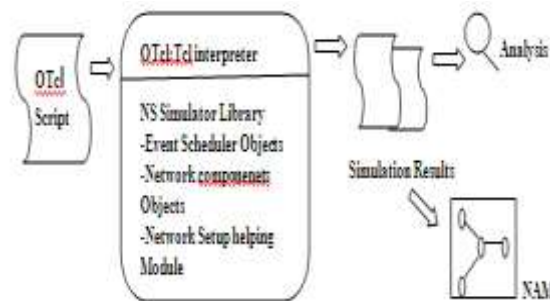 OTcl
Script
OTcl:Tcl interpreter
NS Simulator Library
-Event Scheduler Objects
-Network componenets
Objects
-Network Setup helping
Module
Simulation Results
Analysis
NAM